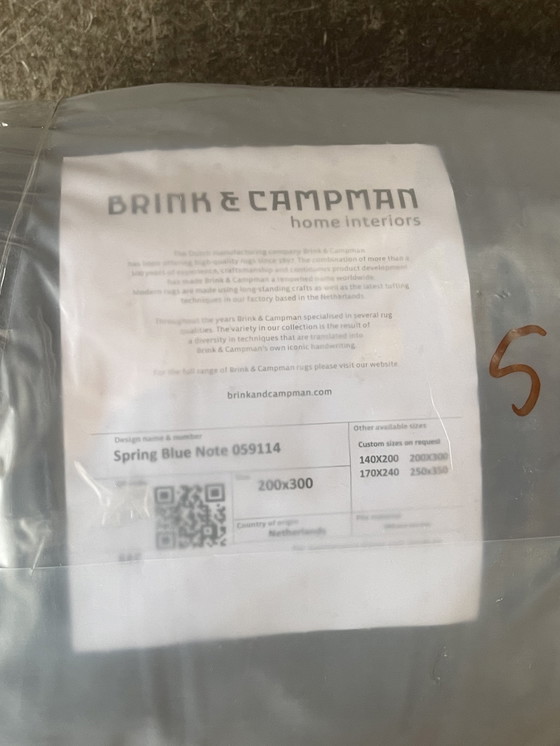 BRINK & CAMPMAN
home interiors
The Dutch manufacturing company Brink & Campman
has been offering high-quality rugs since 1897. The combination of more than a
100 years of experience, craftsmanship and continuous product development
has made Brink & Campman a renowned name worldwide.
Modern rugs are made using long-standing crafts as well as the latest tufting
techniques in our factory based in the Netherlands.
Throughout the years Brink & Campman specialised in several rug
qualities. The variety in our collection is the result of
a diversity in techniques that are translated into
Brink & Campman's own iconic handwriting.
For the full range of Brink & Campman rugs please visit our website
brinkandcampman.com
Design name & number
Spring Blue Note 059114
Other available sizes
Custom sizes on request
140X200 200X300
170X240 250x350
QR code
Size
200x300
Country of origin
Netherlands
5